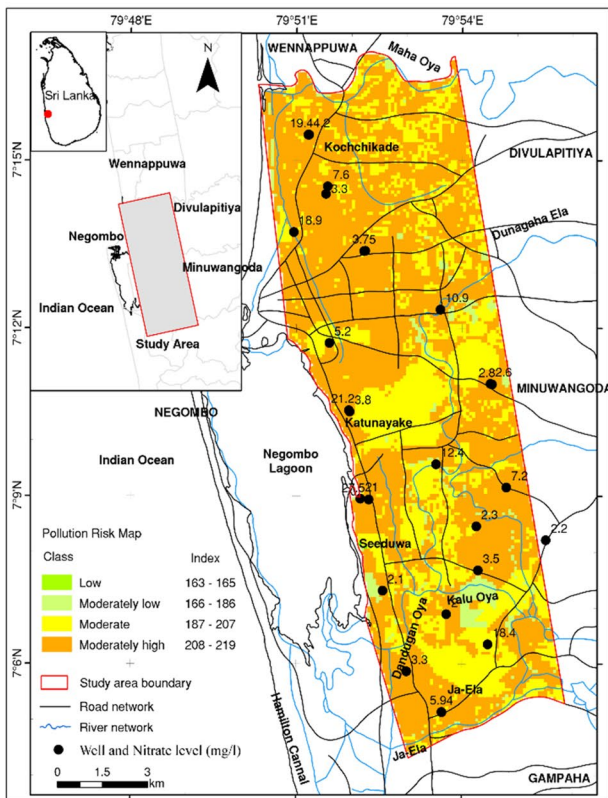 79°48'E
79°51'E
79°54'E
WENNAPPUWA
Maha Oya
N
Sri Lanka
19.44.2
Kochchikade
7°15'N
DIVULAPITIYA
Wennappuwa
7.6
3.3
Divulapitiya
18.9
Dunagaha Ela
Negombo
3.75
Minuwangoda
10.9
Indian Ocean
7°12'N
Study Area
5.2
2.82.6
MINUWANGODA
21.23.8
NEGOMBO
Katunayake
Indian Ocean
Negombo
Lagoon
12.4
7.2
7°9'N
521
2.3
2.2
Pollution Risk Map
Seeduwa
Class
Index
3.5
Low
163 - 165
2.1
Moderately low
166 - 186
Kalu Oya
Moderate
187 - 207
2
Moderately high
208 - 219
18.4
Dandugan Oya
7°6'N
3.3
Study area boundary
Ja-Ela
Road network
5.94
River network
Well and Nitrate level (mg/l)
Hamilton Cannal
Ja-Ela
0
1.5
3
km
GAMPAHA